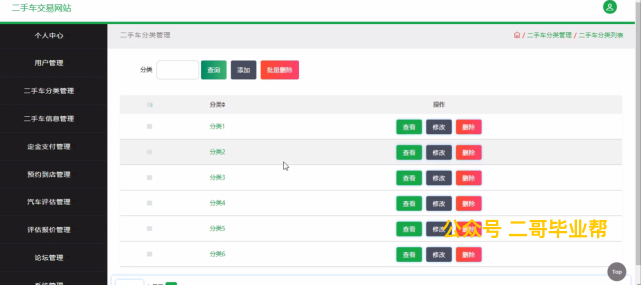 二手车交易网站
个人中心
二手车分类管理
/ 二手车分类管理 / 二手车分类列表
用户管理
分类
查询
添加
批量删除
二手车分类管理
分类
操作
二手车信息管理
分类1
查看
修改
删除
定金支付管理
分类2
查看
修改
删除
预约到店管理
分类3
查看
修改
删除
汽车评估管理
分类4
查看
修改
删除
评估报价管理
分类5
查看
修改
删除
公众号 二哥毕业帮
论坛管理
分类6
查看
修改
删除
Top
系统管理